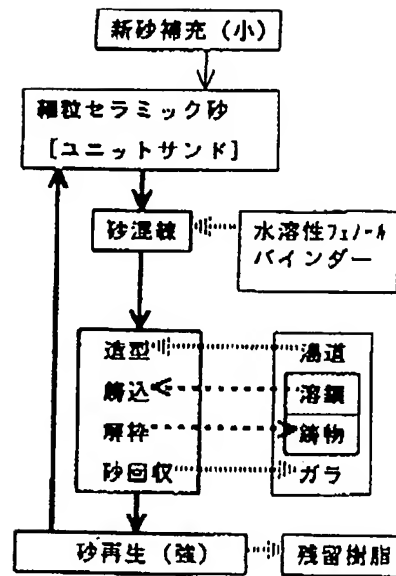 新砂補充（小）
細粒セラミック砂
［ユニットサンド］
砂混練
水溶性フェノール
バインダー
造型
湯道
鋳込
溶鋼
解枠
鋳物
砂回収
ガラ
砂再生（強）
残留樹脂